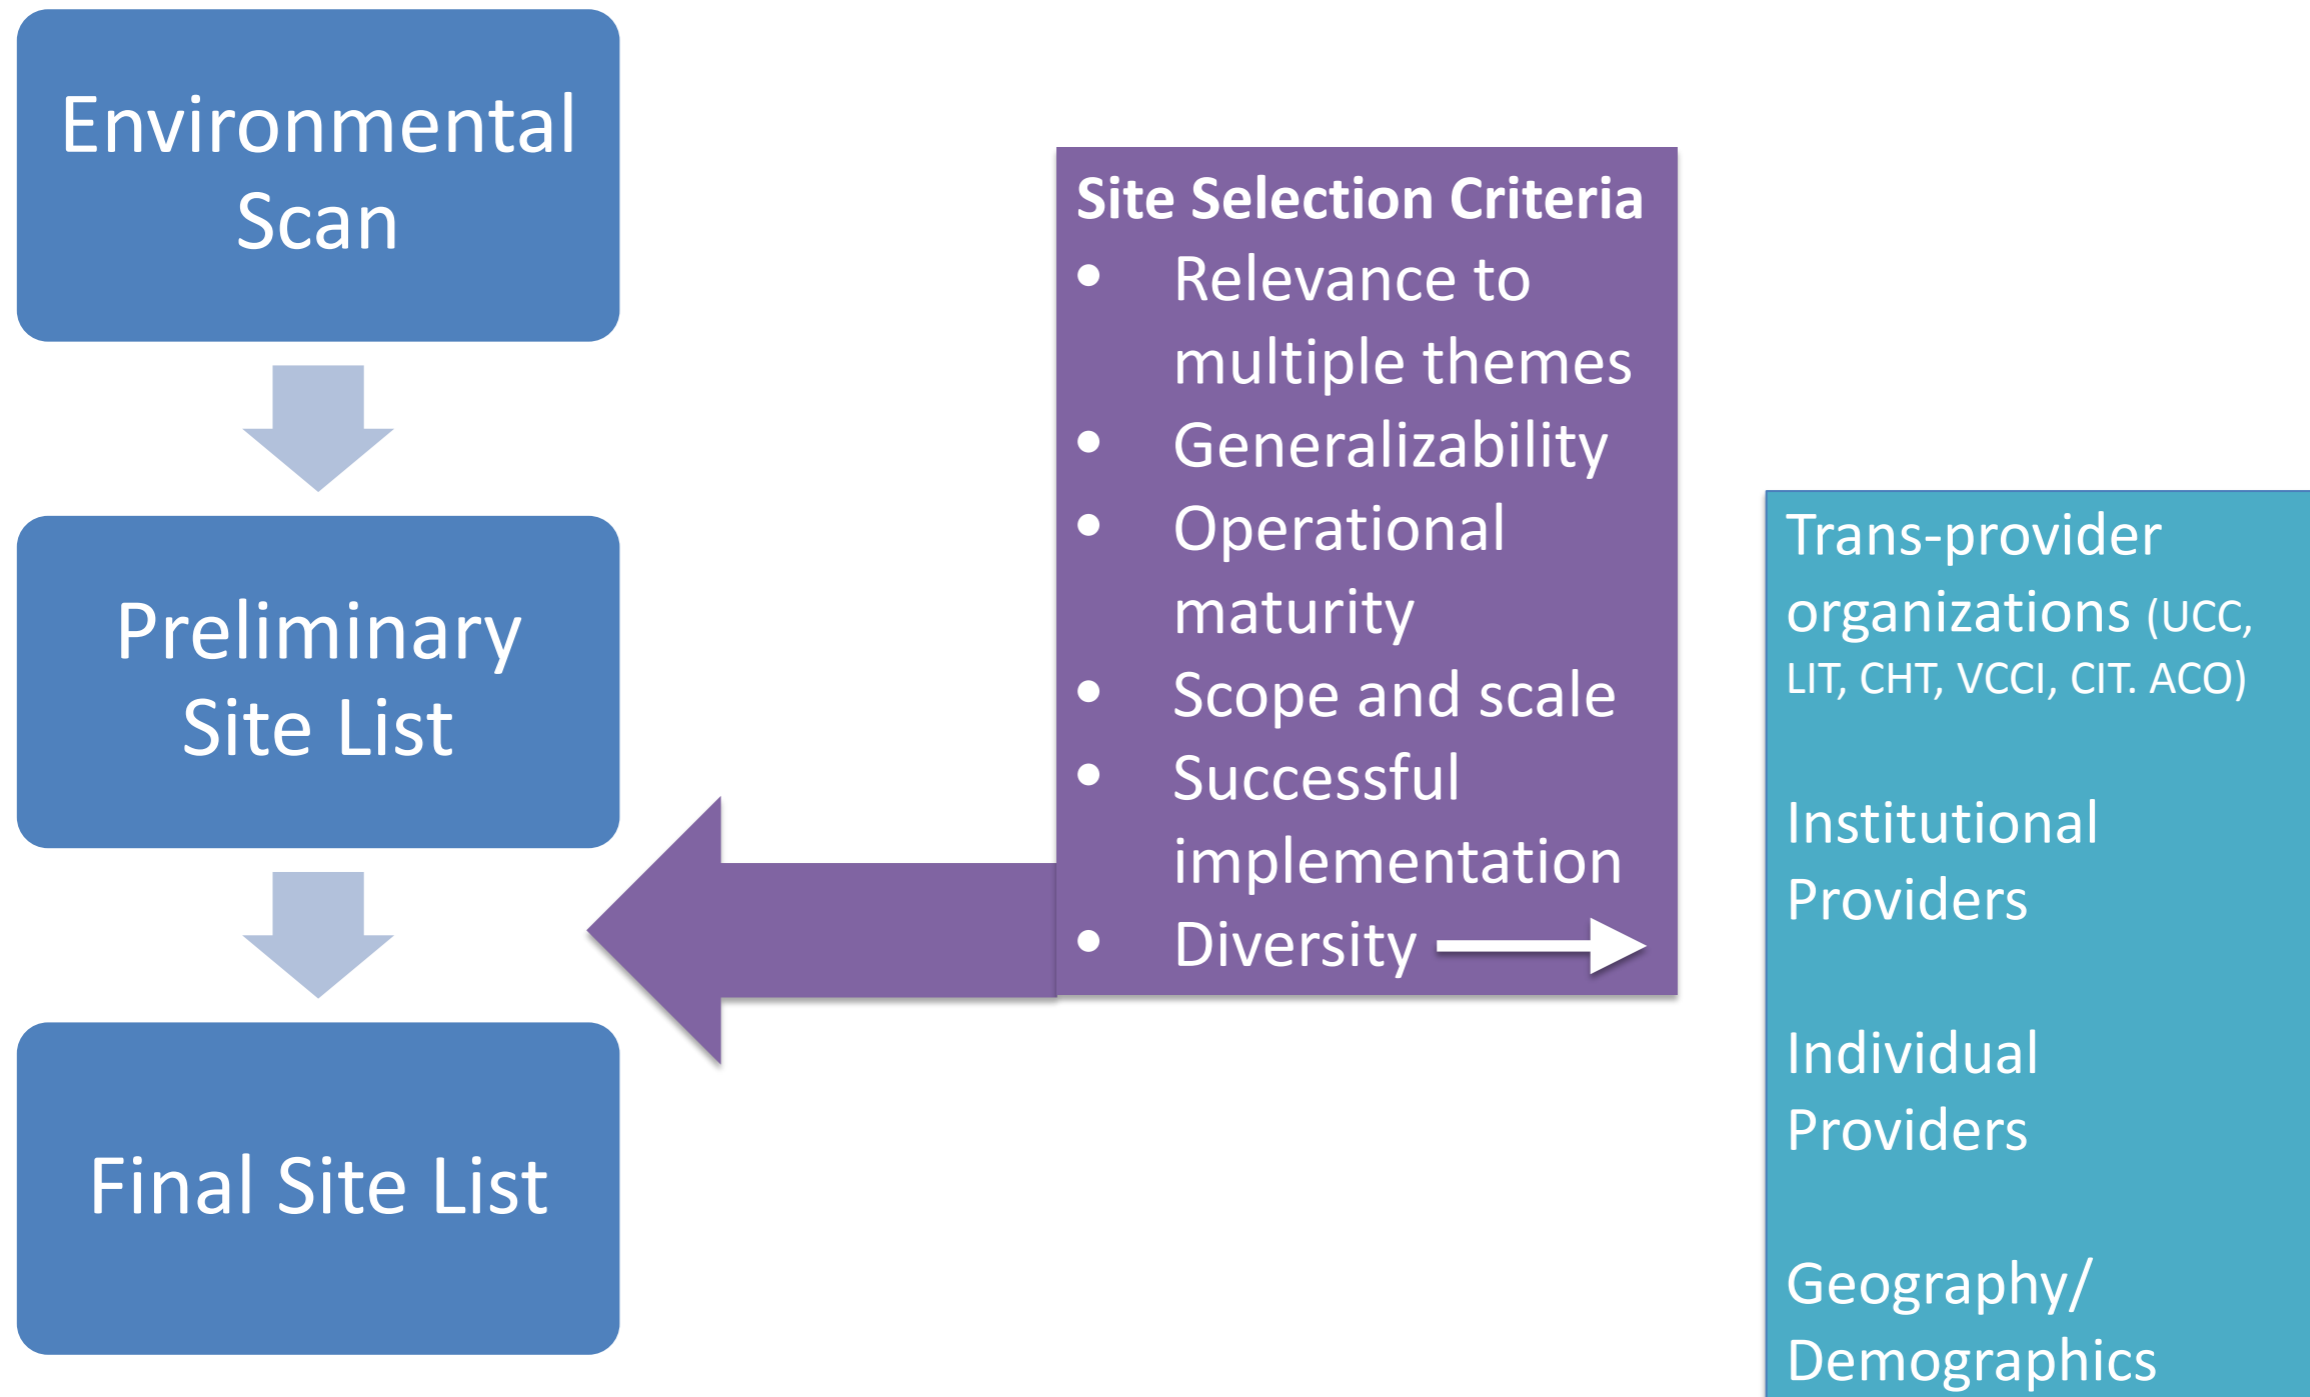 Environmental
Scan
Preliminary
Site List
Final Site List
Site Selection Criteria
• Relevance to
multiple themes
• Generalizability
• Operational
maturity
• Scope and scale
• Successful
implementation
• Diversity
Trans-provider
organizations (UCC,
LIT, CHT, VCCI, CIT. ACO)
Institutional
Providers
Individual
Providers
Geography/
Demographics